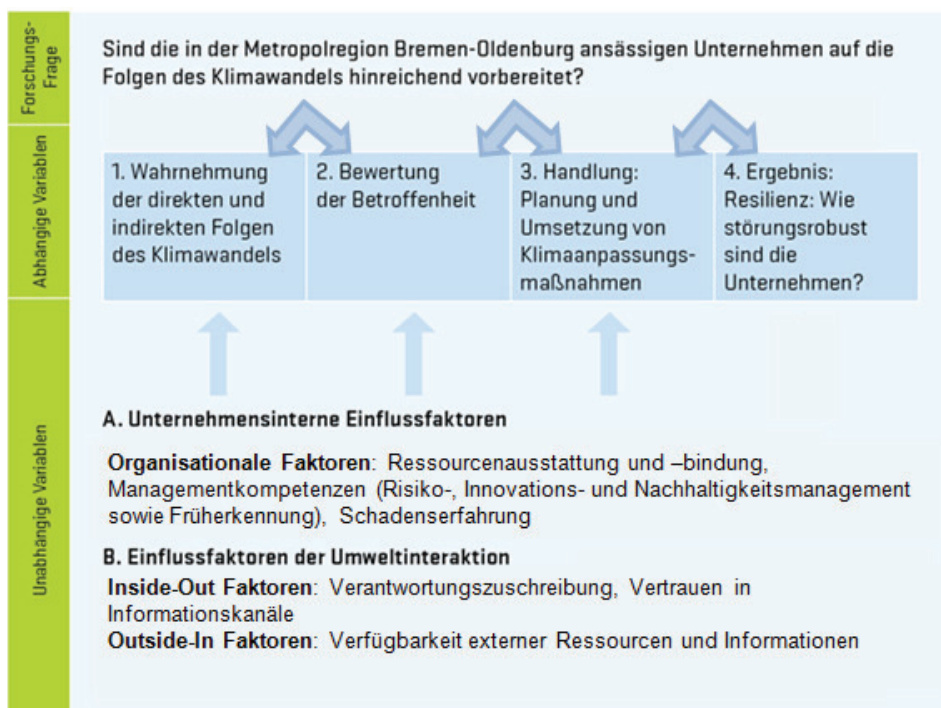 Forschungs-
Frage
Sind die in der Metropolregion Bremen-Oldenburg ansässigen Unternehmen auf die
Folgen des Klimawandels hinreichend vorbereitet?
Abhängige Variablen
1. Wahrnehmung
der direkten und
indirekten Folgen
des Klimawandels
2. Bewertung
der Betroffenheit
3. Handlung:
Planung und
Umsetzung von
Klimaanpassungs-
maßnahmen
4. Ergebnis:
Resilienz: Wie
störungsrobust
sind die
Unternehmen?
Unabhängige Variablen
A. Unternehmensinterne Einflussfaktoren
Organisationale Faktoren: Ressourcenausstattung und –bindung,
Managementkompetenzen (Risiko-, Innovations- und Nachhaltigkeitsmanagement
sowie Früherkennung), Schadenserfahrung
B. Einflussfaktoren der Umweltinteraktion
Inside-Out Faktoren: Verantwortungszuschreibung, Vertrauen in
Informationskanäle
Outside-In Faktoren: Verfügbarkeit externer Ressourcen und Informationen